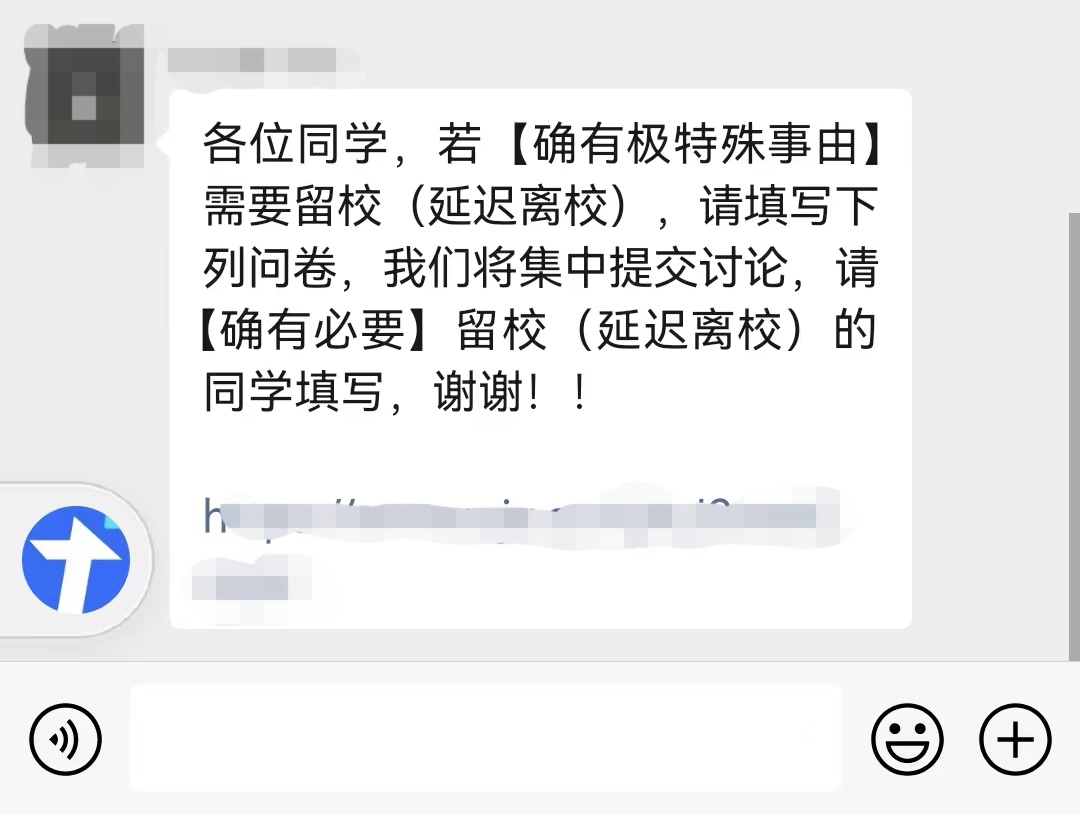 各位同学，若【确有极特殊事由】
需要留校（延迟离校），请填写下
列问卷，我们将集中提交讨论，请
【确有必要】留校（延迟离校）的
同学填写，谢谢！！